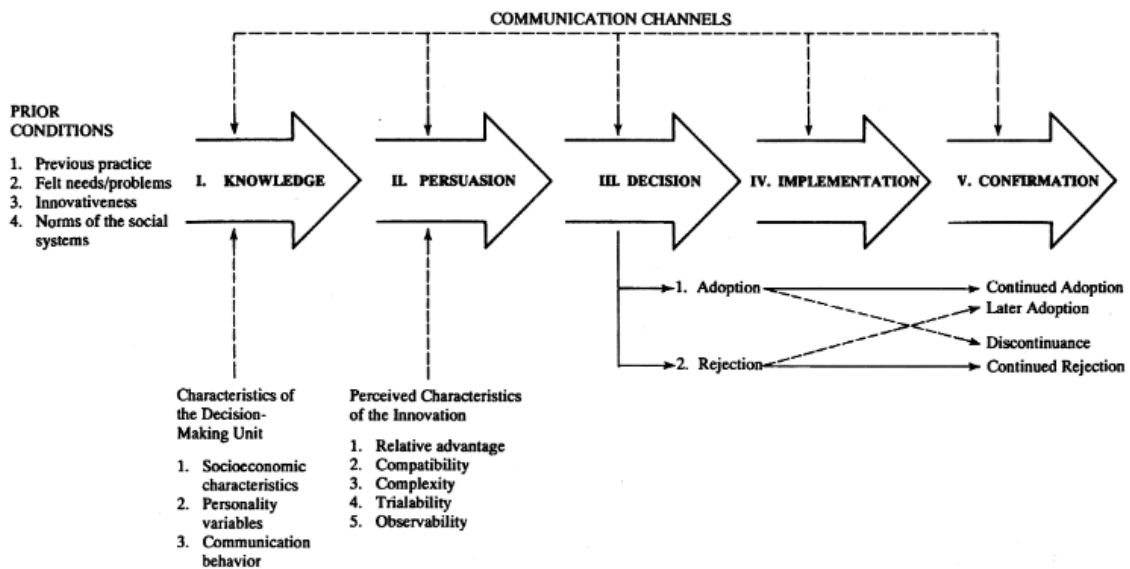 COMMUNICATION CHANNELS
PRIOR
CONDITIONS
1. Previous practice
2. Felt needs/problems
3. Innovativeness
4. Norms of the social
systems
I. KNOWLEDGE
II. PERSUASION
III. DECISION
IV. IMPLEMENTATION
V. CONFIRMATION
1. Adoption
2. Rejection
Continued Adoption
Later Adoption
Discontinuance
Continued Rejection
Characteristics of
the Decision-
Making Unit
1. Socioeconomic
characteristics
2. Personality
variables
3. Communication
behavior
Perceived Characteristics
of the Innovation
1. Relative advantage
2. Compatibility
3. Complexity
4. Trialability
5. Observability